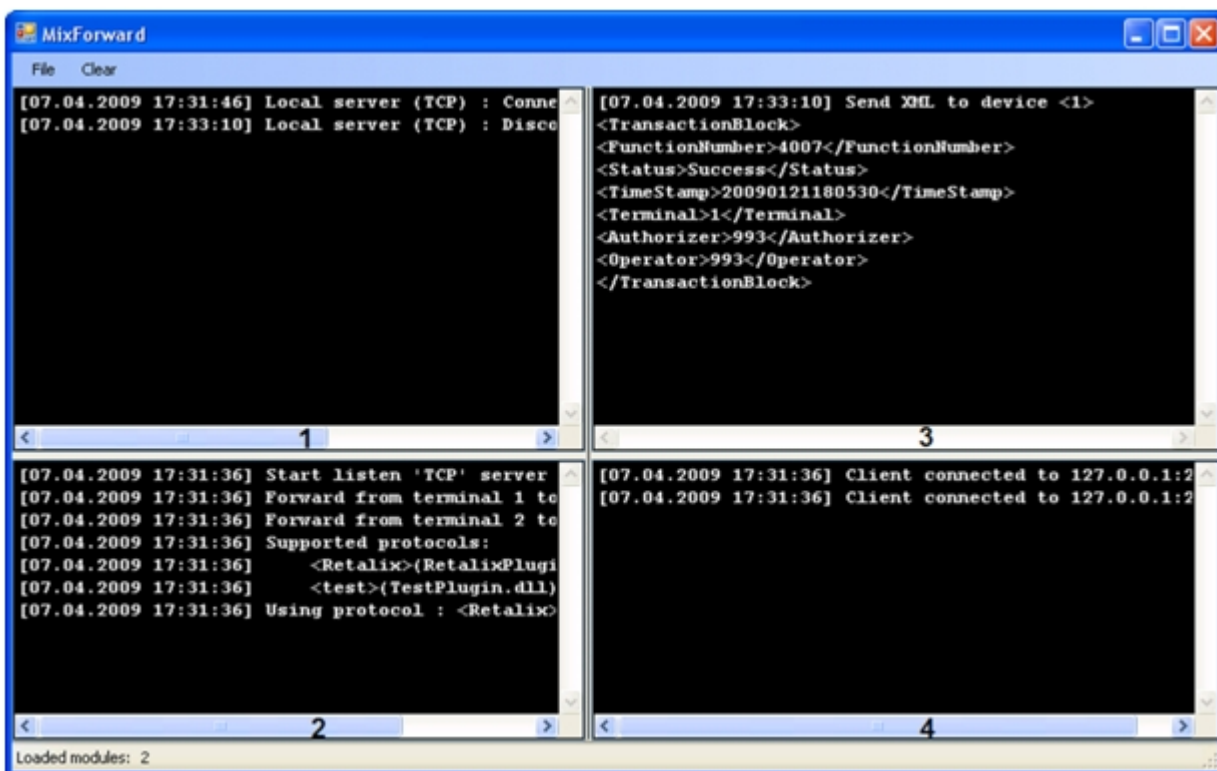 MixForward
File Clear
[07.04.2009 17:31:46] Local server (TCP) : Conne
[07.04.2009 17:33:10] Local server (TCP) : Disco
1
[07.04.2009 17:33:10] Send XML to device <1>
<TransactionBlock>
<FunctionNumber>4007</FunctionNumber>
<Status>Success</Status>
<TimeStamp>20090121180530</TimeStamp>
<Terminal>1</Terminal>
<Authorizer>993</Authorizer>
<Operator>993</Operator>
</TransactionBlock>
3
[07.04.2009 17:31:36] Start listen 'TCP' server
[07.04.2009 17:31:36] Forward from terminal 1 to
[07.04.2009 17:31:36] Forward from terminal 2 to
[07.04.2009 17:31:36] Supported protocols:
[07.04.2009 17:31:36] <Retalix>(RetalixPlugi
[07.04.2009 17:31:36] <test>(TestPlugin.dll)
[07.04.2009 17:31:36] Using protocol : <Retalix>
2
[07.04.2009 17:31:36] Client connected to 127.0.0.1:2
[07.04.2009 17:31:36] Client connected to 127.0.0.1:2
4
Loaded modules: 2